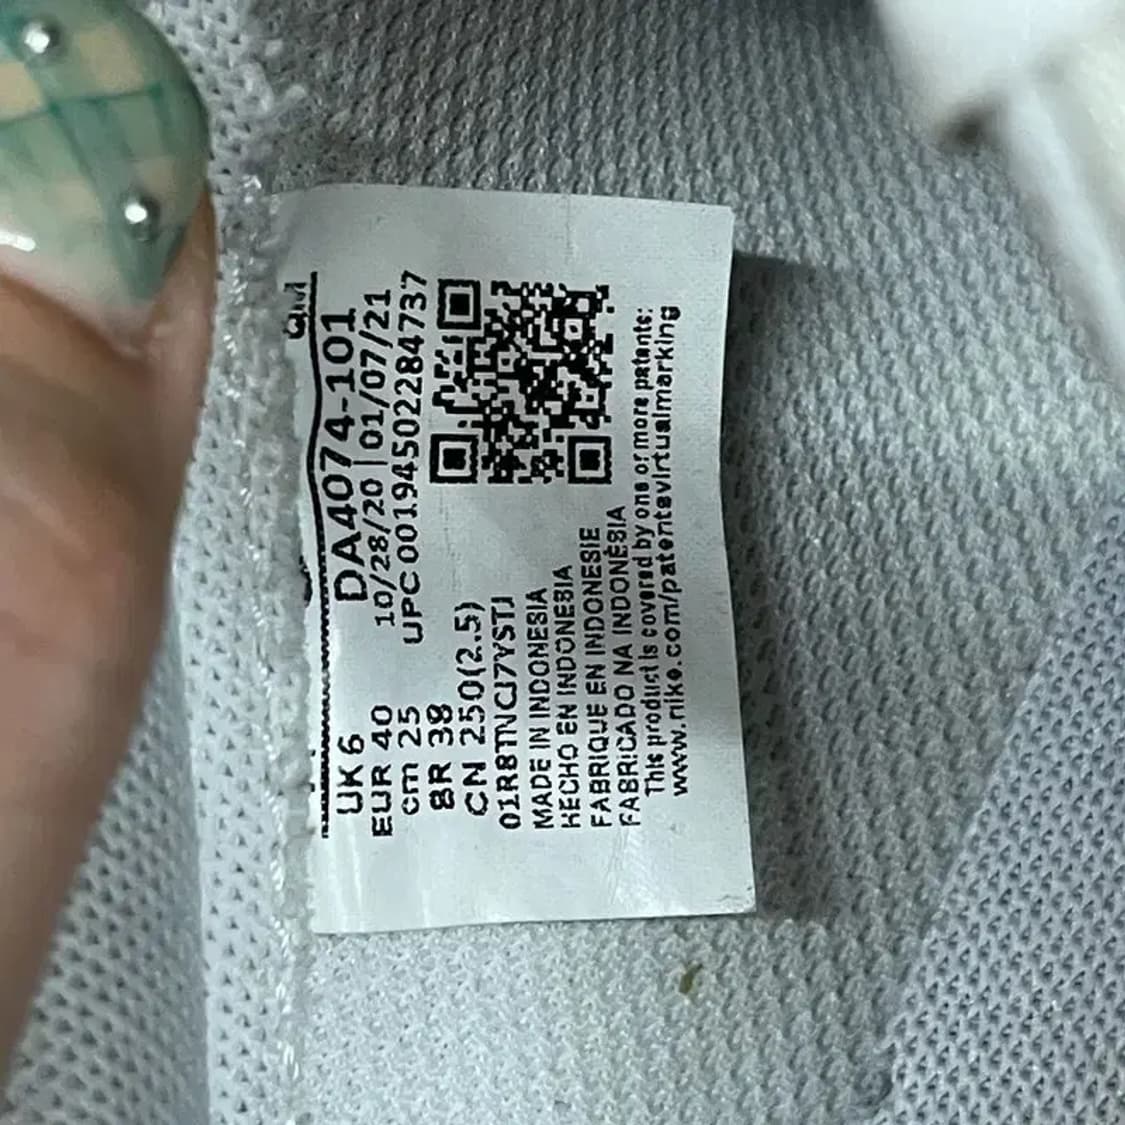 QM
UK 6 DA4074-101
EUR 40 10/28/20 | 01/07/21
cm 25 UPC 00194502284737
BR 38
CN 250(2.5)
MADE IN INDONESIA
HECHO EN INDONESIA
FABRIQUE EN INDONESIE
FABRICADO NA INDONÉSIA
This product is covered by one or more patents:
www.nike.com/patentsvirtualmarking